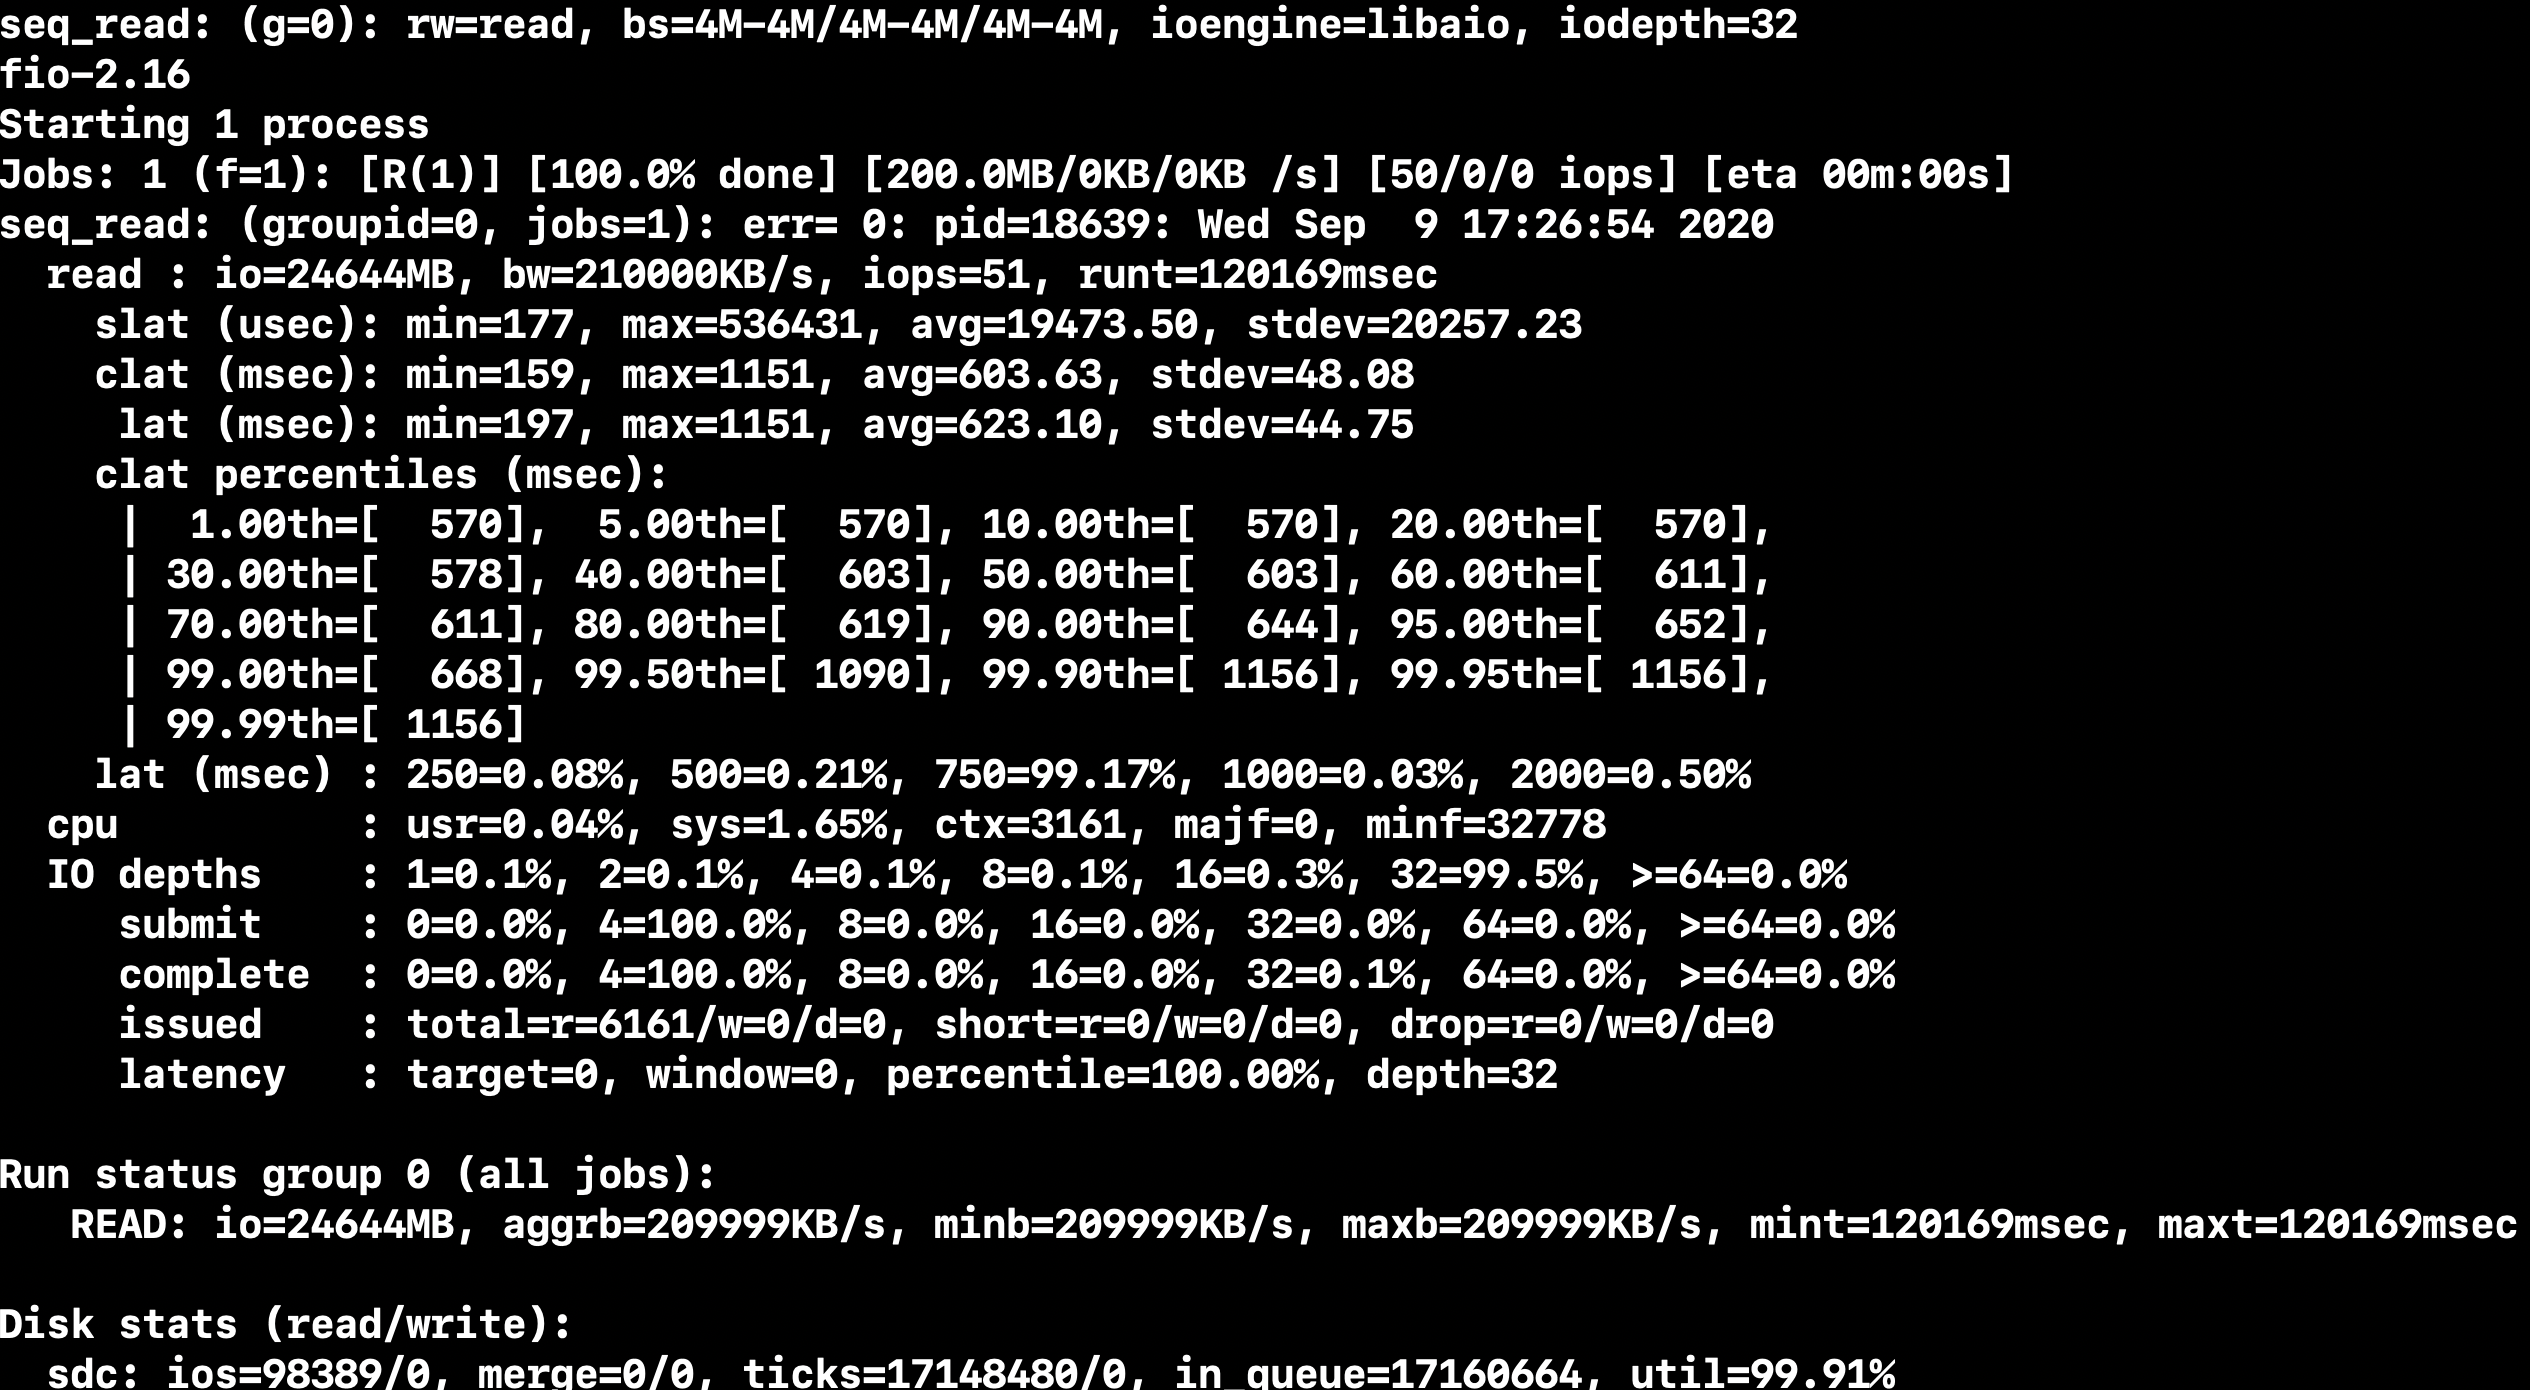 seq_read: (g=0): rw=read, bs=4M-4M/4M-4M/4M-4M, ioengine=libaio, iodepth=32
fio-2.16
Starting 1 process
Jobs: 1 (f=1): [R(1)] [100.0% done] [200.0MB/0KB/0KB /s] [50/0/0 iops] [eta 00m:00s]
seq_read: (groupid=0, jobs=1): err= 0: pid=18639: Wed Sep  9 17:26:54 2020
  read : io=24644MB, bw=210000KB/s, iops=51, runt=120169msec
    slat (usec): min=177, max=536431, avg=19473.50, stdev=20257.23
    clat (msec): min=159, max=1151, avg=603.63, stdev=48.08
     lat (msec): min=197, max=1151, avg=623.10, stdev=44.75
    clat percentiles (msec):
     |  1.00th=[  570],  5.00th=[  570], 10.00th=[  570], 20.00th=[  570],
     | 30.00th=[  578], 40.00th=[  603], 50.00th=[  603], 60.00th=[  611],
     | 70.00th=[  611], 80.00th=[  619], 90.00th=[  644], 95.00th=[  652],
     | 99.00th=[  668], 99.50th=[ 1090], 99.90th=[ 1156], 99.95th=[ 1156],
     | 99.99th=[ 1156]
    lat (msec) : 250=0.08%, 500=0.21%, 750=99.17%, 1000=0.03%, 2000=0.50%
  cpu          : usr=0.04%, sys=1.65%, ctx=3161, majf=0, minf=32778
  IO depths    : 1=0.1%, 2=0.1%, 4=0.1%, 8=0.1%, 16=0.3%, 32=99.5%, >=64=0.0%
     submit    : 0=0.0%, 4=100.0%, 8=0.0%, 16=0.0%, 32=0.0%, 64=0.0%, >=64=0.0%
     complete  : 0=0.0%, 4=100.0%, 8=0.0%, 16=0.0%, 32=0.1%, 64=0.0%, >=64=0.0%
     issued    : total=r=6161/w=0/d=0, short=r=0/w=0/d=0, drop=r=0/w=0/d=0
     latency   : target=0, window=0, percentile=100.00%, depth=32
Run status group 0 (all jobs):
   READ: io=24644MB, aggrb=209999KB/s, minb=209999KB/s, maxb=209999KB/s, mint=120169msec, maxt=120169msec
Disk stats (read/write):
  sdc: ios=98389/0, merge=0/0, ticks=17148480/0, in_queue=17160664, util=99.91%